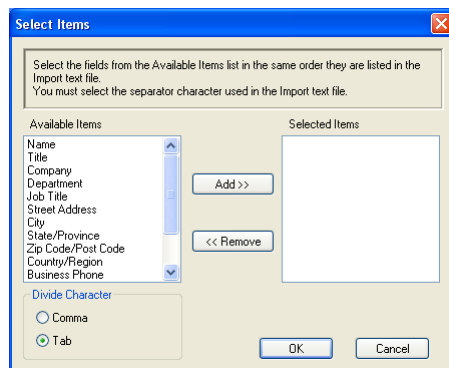 Select Items
Select the fields from the Available Items list in the same order they are listed in the
Import text file.
You must select the separator character used in the Import text file.
Available Items
Selected Items
Name
Title
Company
Department
Job Title
Street Address
City
State/Province
Zip Code/Post Code
Country/Region
Business Phone
Add >>
<< Remove
Divide Character
Comma
Tab
OK
Cancel